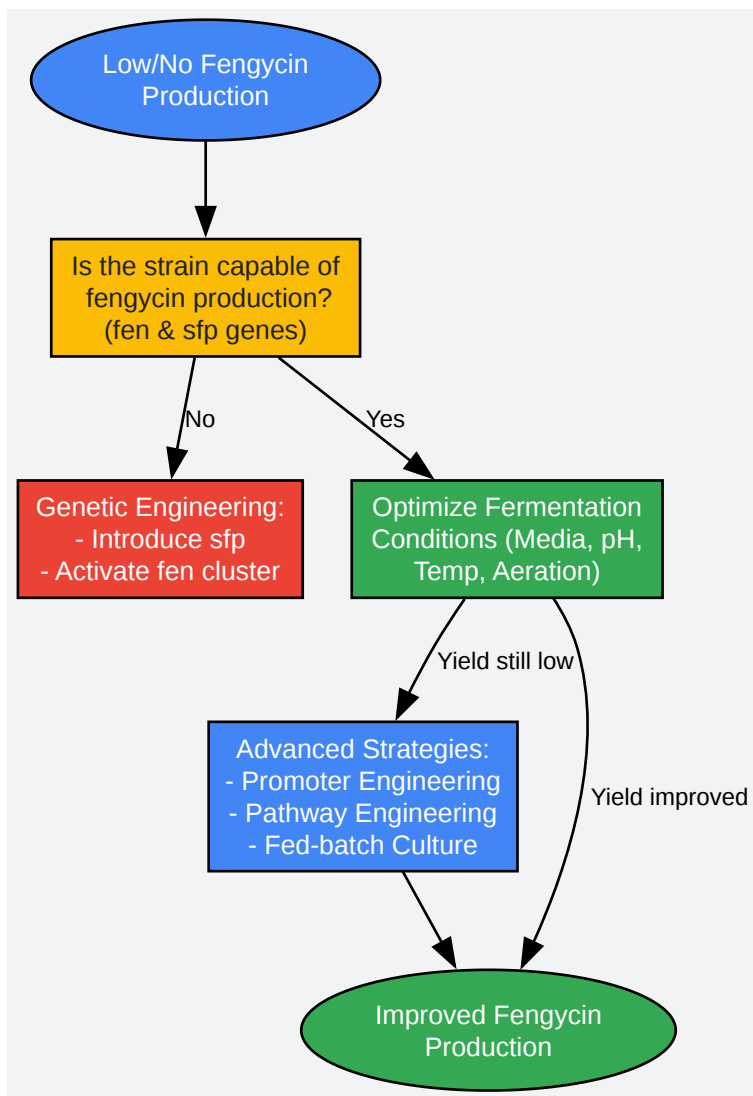 Low/No Fengycin
Production
Is the strain capable of
fengycin production?
(fen & sfp genes)
No
Yes
Genetic Engineering:
- Introduce sfp
- Activate fen cluster
Optimize Fermentation
Conditions (Media, pH,
Temp, Aeration)
Yield still low
Advanced Strategies:
- Promoter Engineering
- Pathway Engineering
- Fed-batch Culture
Yield improved
Improved Fengycin
Production